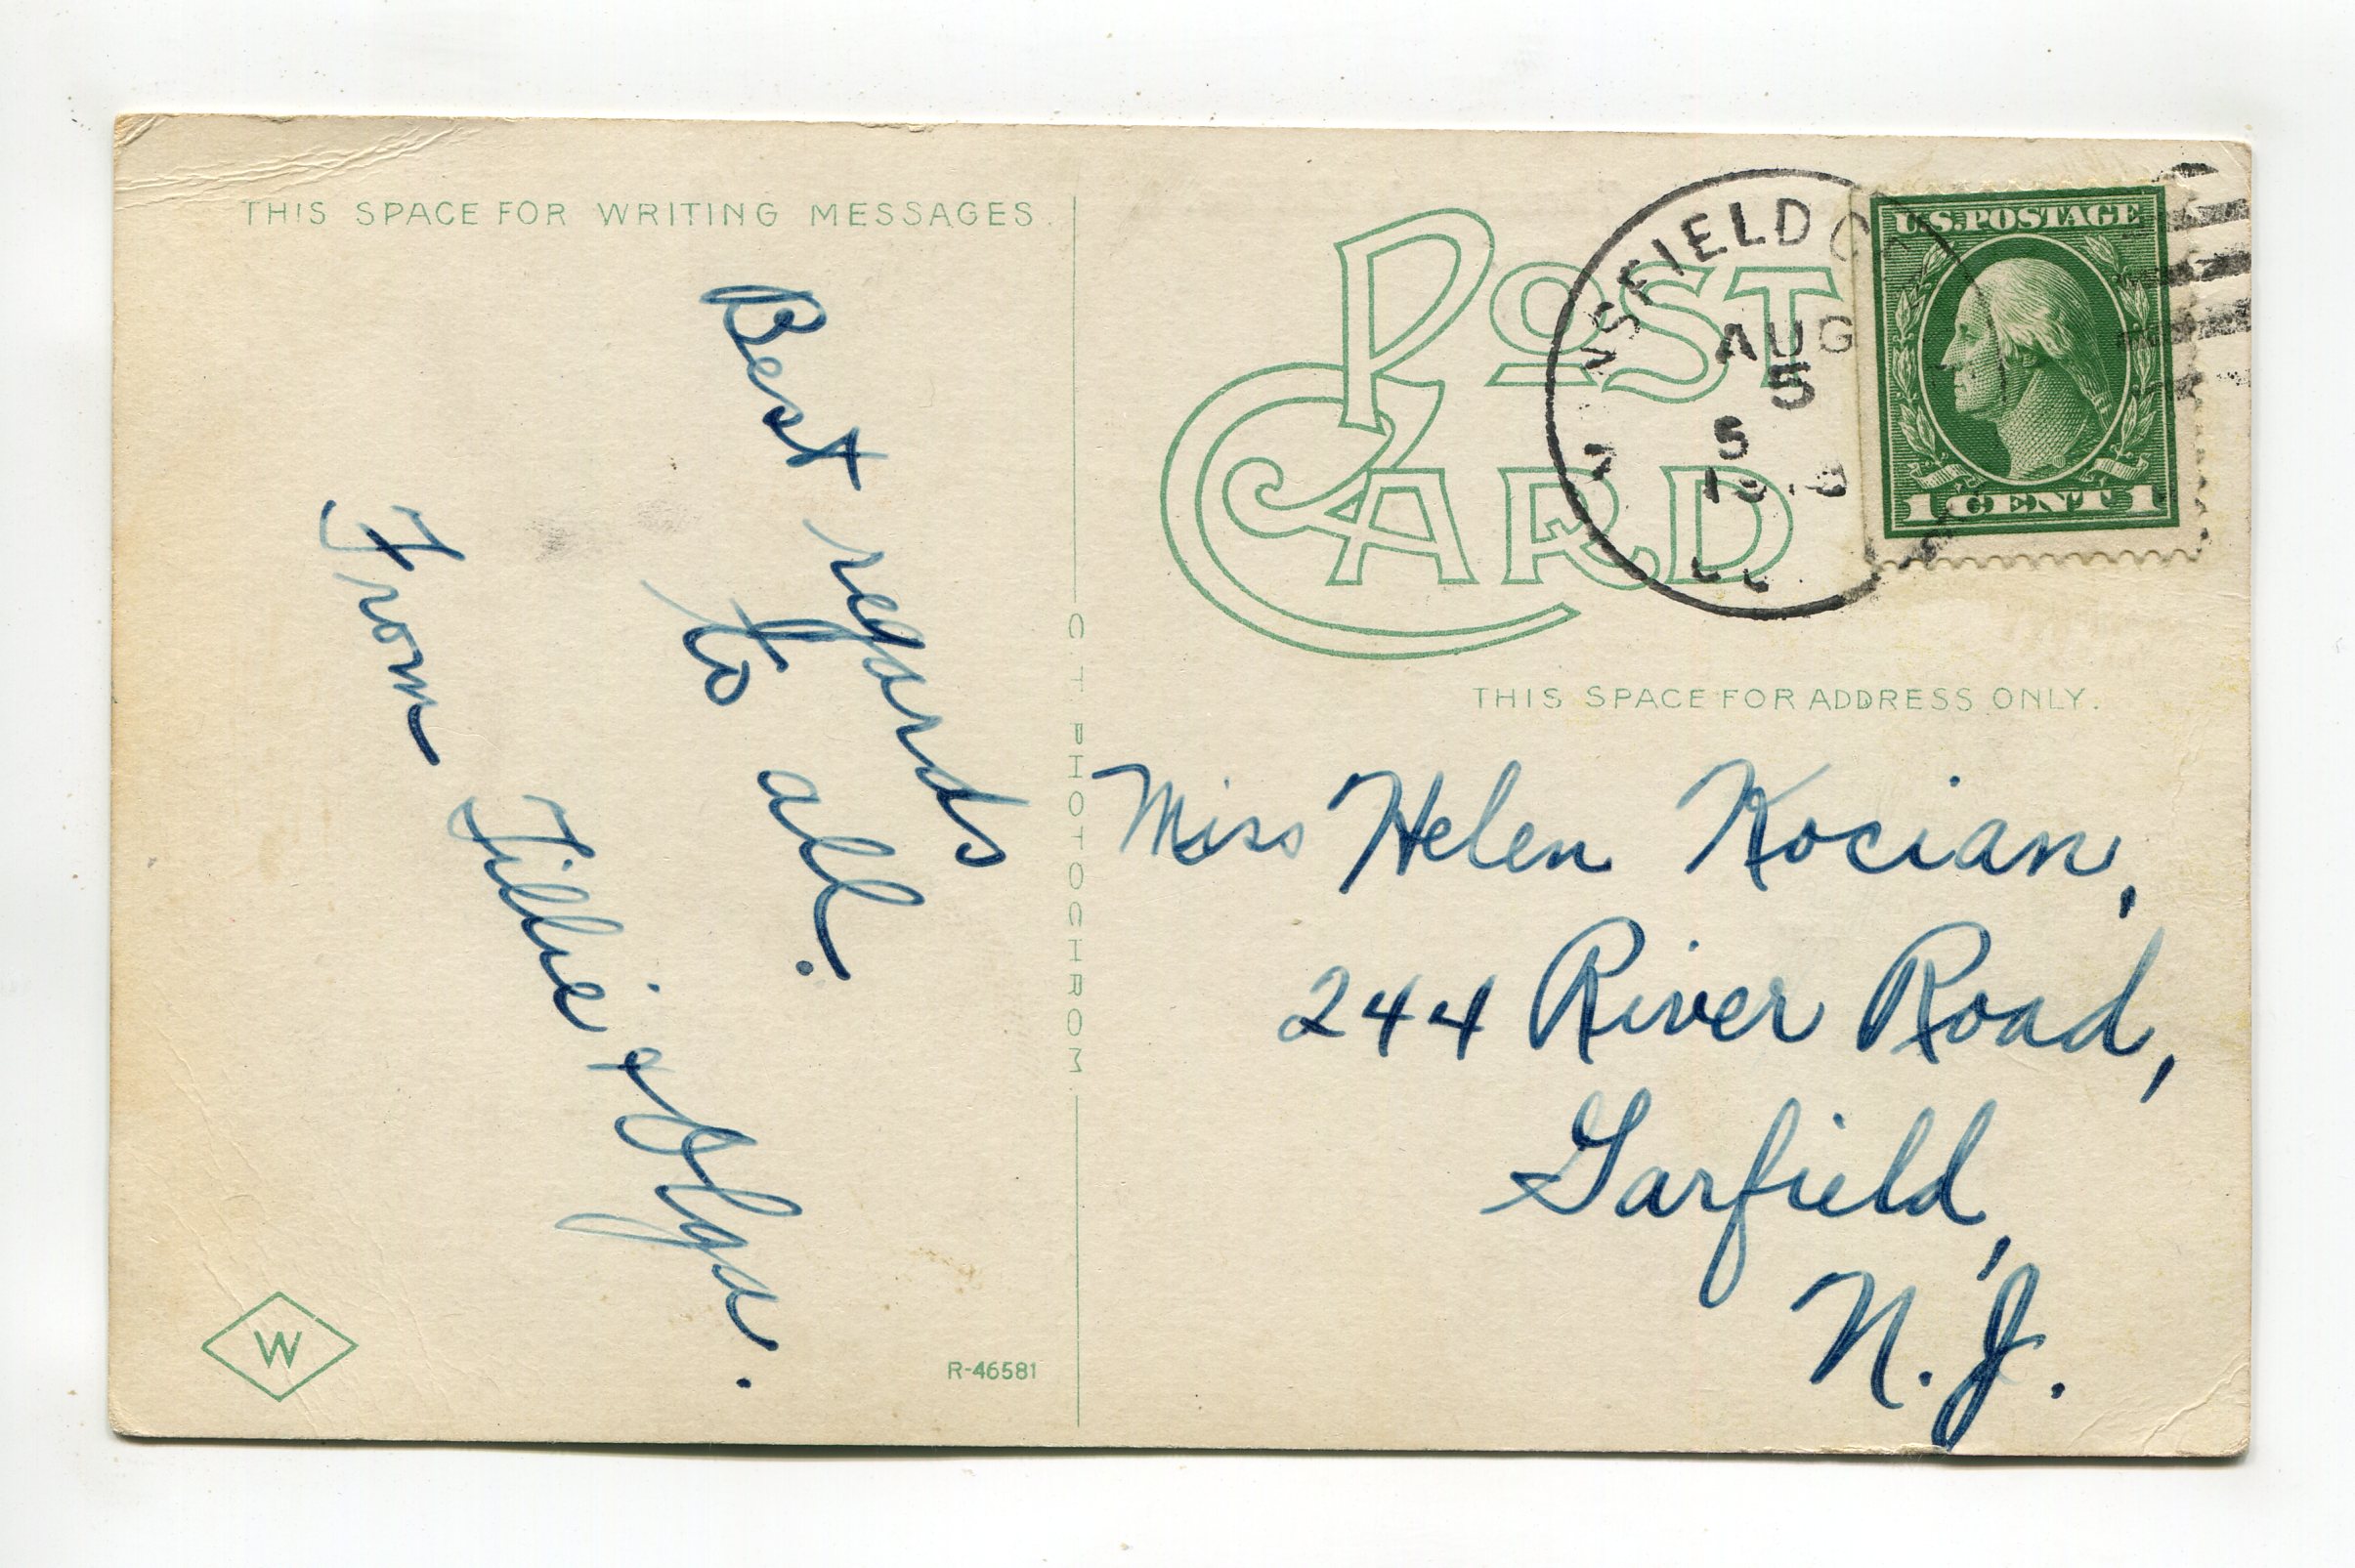 THIS SPACE FOR WRITING MESSAGES.
Best regards
to all.
From Tillie & Olga.
W
R-46581
C. T. PHOTOCHROM.
POST
CARD
SFIELD
AUG
5
5
U.S. POSTAGE
1 CENT 1
THIS SPACE FOR ADDRESS ONLY.
Miss Helen Kocian,
244 River Road,
Garfield,
N.J.